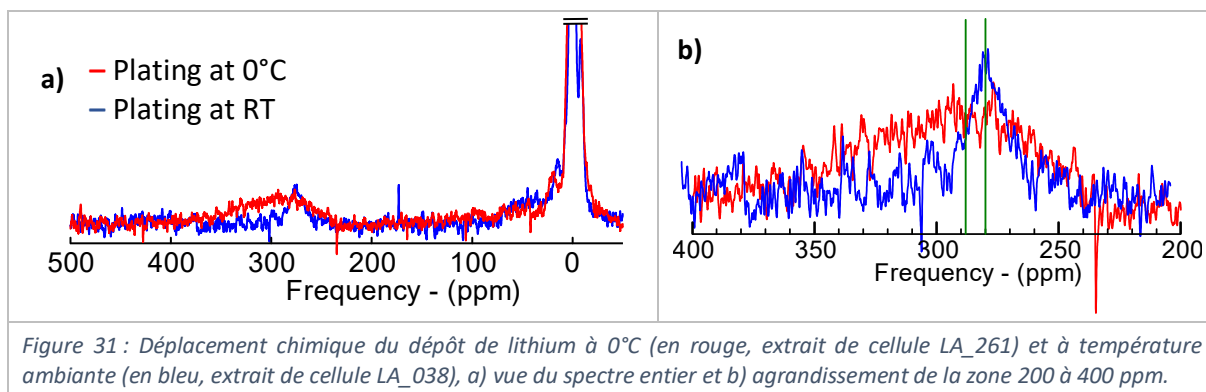 a)
Plating at 0°C
Plating at RT
500 400 300 200 100 0
Frequency - (ppm)
b)
400 350 300 250 200
Frequency - (ppm)
Figure 31 : Déplacement chimique du dépôt de lithium à 0°C (en rouge, extrait de cellule LA_261) et à température
ambiante (en bleu, extrait de cellule LA_038), a) vue du spectre entier et b) agrandissement de la zone 200 à 400 ppm.